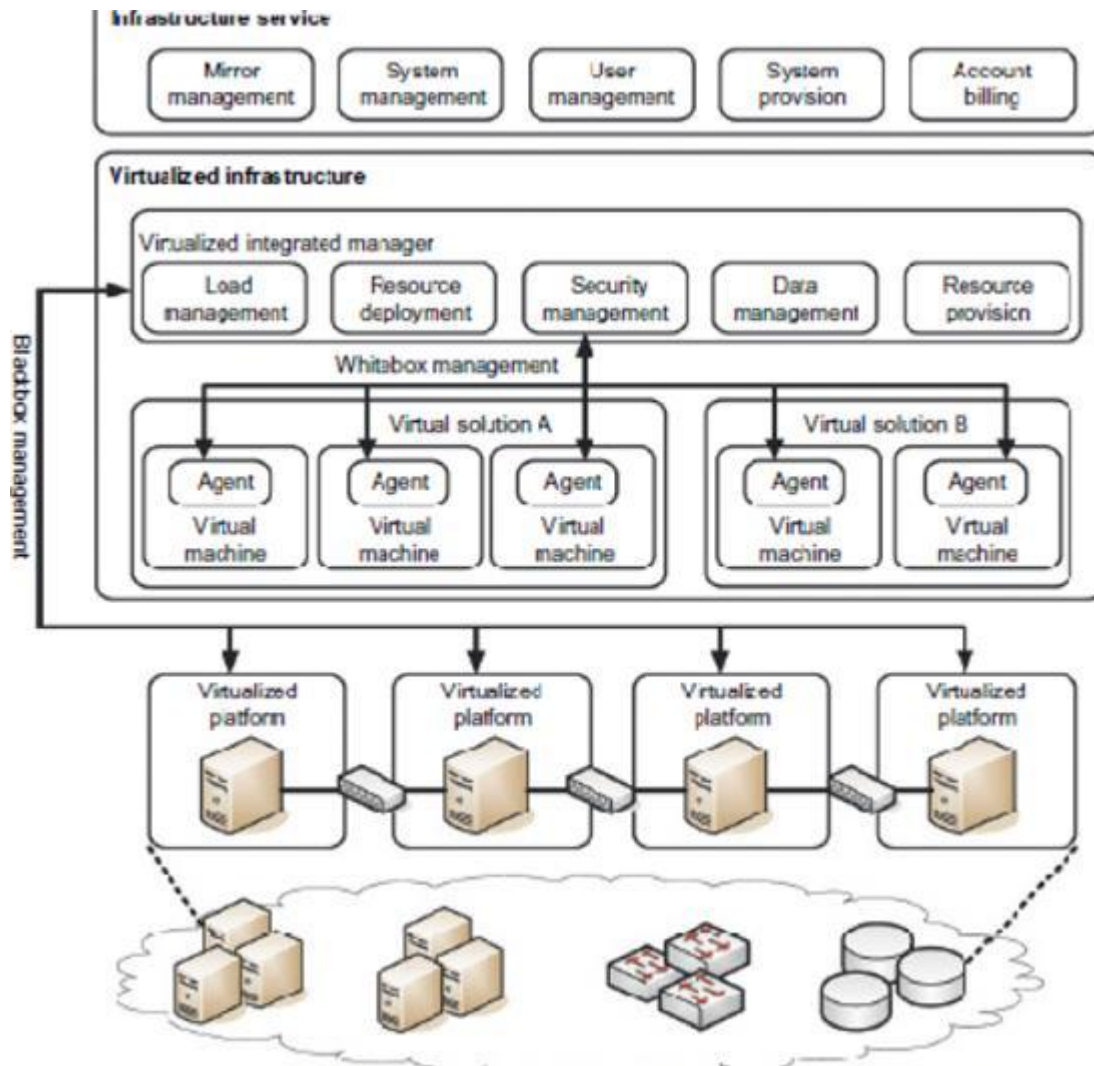 Infrastructure service
Mirror
management
System
management
User
management
System
provision
Account
billing
Virtualized infrastructure
Virtualized integrated manager
Load
management
Resource
deployment
Security
management
Data
management
Resource
provision
Blackbox management
Whitebox management
Virtual solution A
Agent
Virtual
machine
Agent
Virtual
machine
Agent
Virtual
machine
Virtual solution B
Agent
Virtual
machine
Agent
Virtual
machine
Virtualized
platform
Virtualized
platform
Virtualized
platform
Virtualized
platform